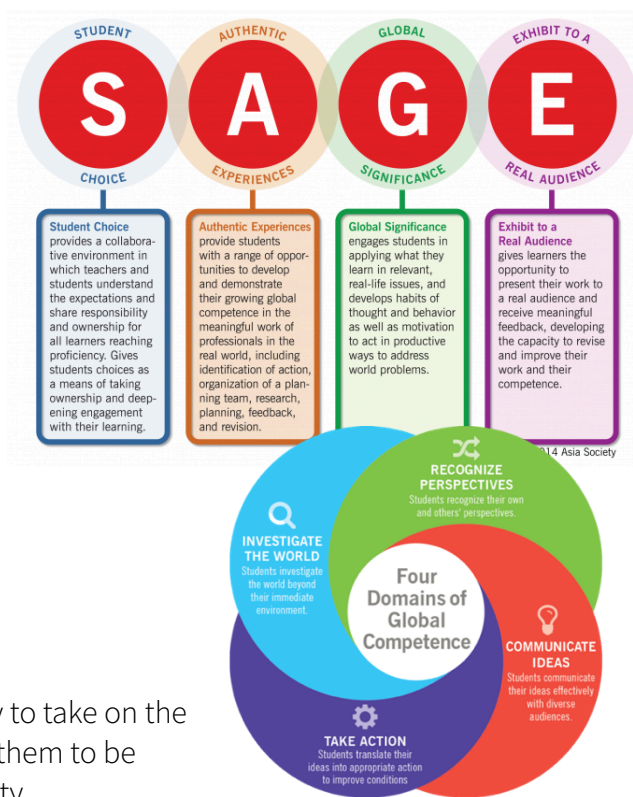 STUDENT
AUTHENTIC
GLOBAL
EXHIBIT TO A
S
A
G
E
CHOICE
EXPERIENCES
SIGNIFICANCE
REAL AUDIENCE
Student Choice
provides a collabora-
tive environment in
which teachers and
students understand
the expectations and
share responsibility
and ownership for
all learners reaching
proficiency. Gives
students choices as
a means of taking
ownership and deep-
ening engagement
with their learning.
Authentic Experiences
provide students
with a range of oppor-
tunities to develop
and demonstrate
their growing global
competence in the
meaningful work of
professionals in the
real world, including
identification of action,
organization of a plan-
ning team, research,
planning, feedback,
and revision.
Global Significance
engages students in
applying what they
learn in relevant,
real-life issues, and
develops habits of
thought and behavior
as well as motivation
to act in productive
ways to address
world problems.
Exhibit to a
Real Audience
gives learners the
opportunity to
present their work to
a real audience and
receive meaningful
feedback, developing
the capacity to revise
and improve their
work and their
competence.
14 Asia Society
RECOGNIZE
PERSPECTIVES
Students recognize their own
and others' perspectives.
INVESTIGATE
THE WORLD
Students investigate
the world beyond
their immediate
environment.
Four
Domains of
Global
Competence
COMMUNICATE
IDEAS
Students communicate
their ideas effectively
with diverse
audiences.
TAKE ACTION
Students translate their
ideas into appropriate action
to improve conditions
to take on the
them to be